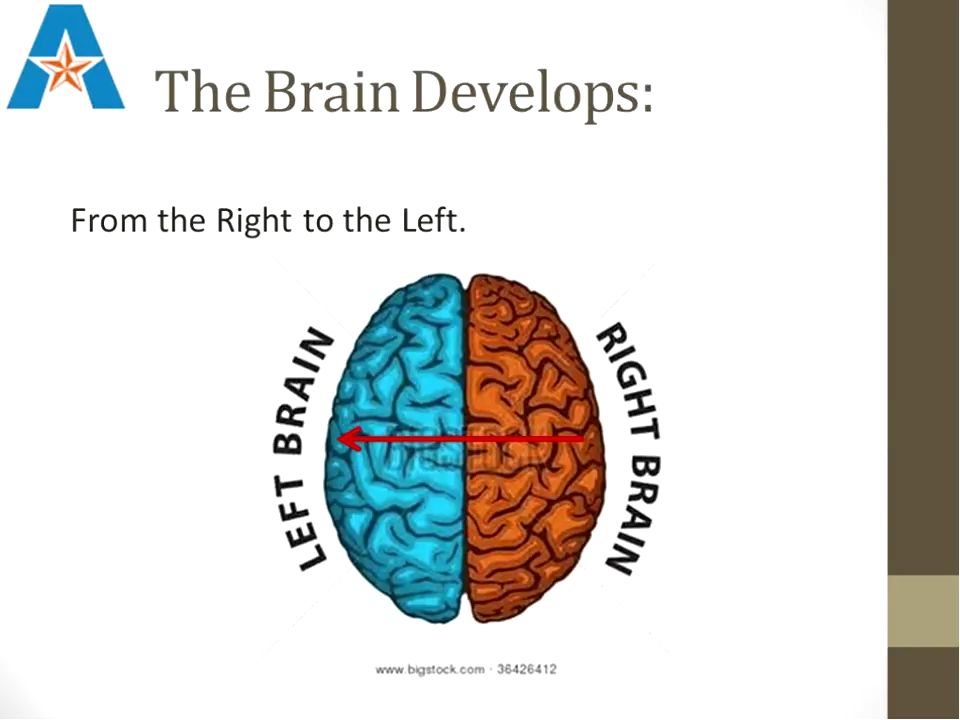 The Brain Develops:
From the Right to the Left.
LEFT BRAIN
RIGHT BRAIN
www.bigstock.com · 36426412